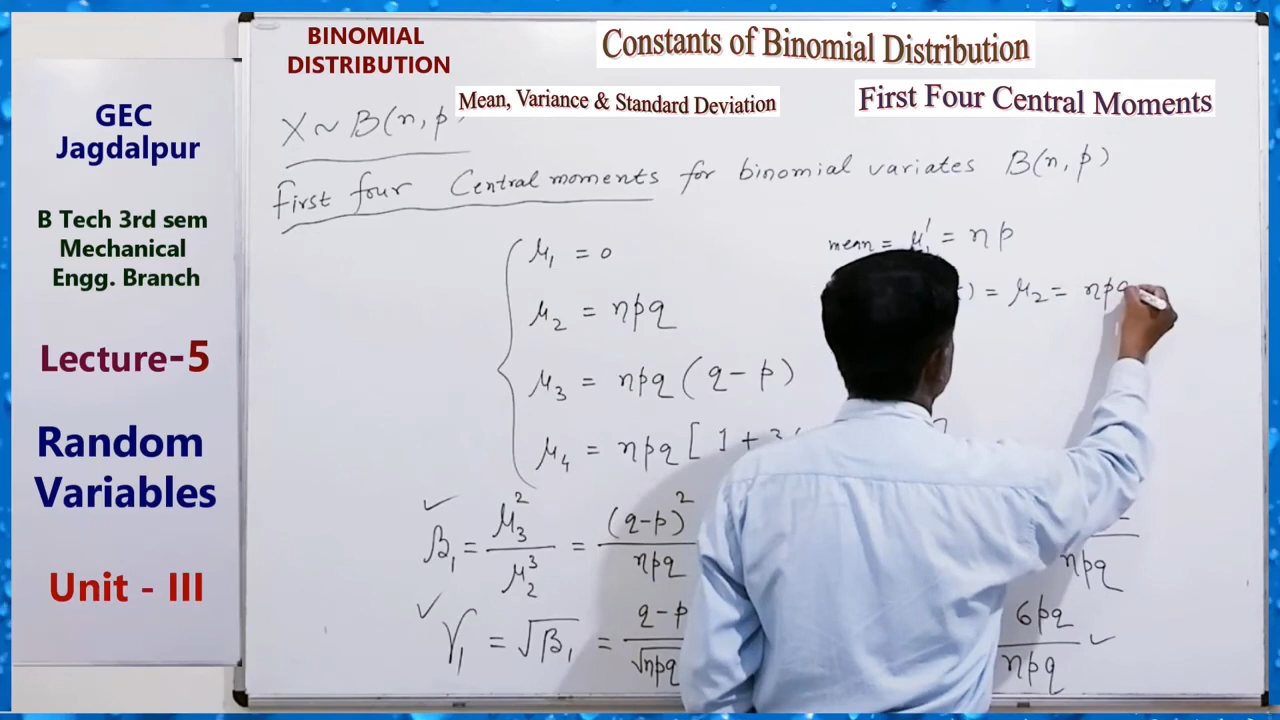 BINOMIAL
DISTRIBUTION
Constants of Binomial Distribution
Mean, Variance & Standard Deviation
First Four Central Moments
GEC
Jagdalpur
B Tech 3rd sem
Mechanical
Engg. Branch
Lecture-5
Random
Variables
Unit - III
X ~ B(n, p)
First four Central moments for binomial variates B(n, p)
μ₁ = 0
μ₂ = npq
μ₃ = npq (q - p)
μ₄ = npq [ 1 + 3(
mean = μ₁' = np
) = μ₂ = npq
β₁ = μ₃² / μ₂³ = (q-p)² / npq
npq
γ₁ = √β₁ = q-p / √npq
6pq / npq